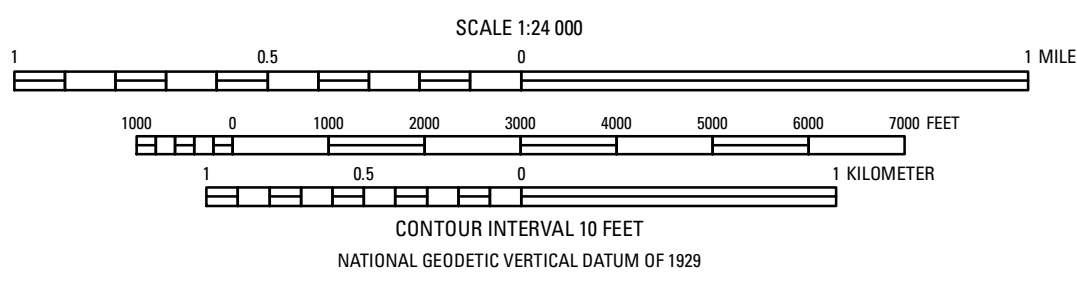 SCALE 1:24 000
1 0.5 0 1 MILE
1000 0 1000 2000 3000 4000 5000 6000 7000 FEET
1 0.5 0 1 KILOMETER
CONTOUR INTERVAL 10 FEET
NATIONAL GEODETIC VERTICAL DATUM OF 1929